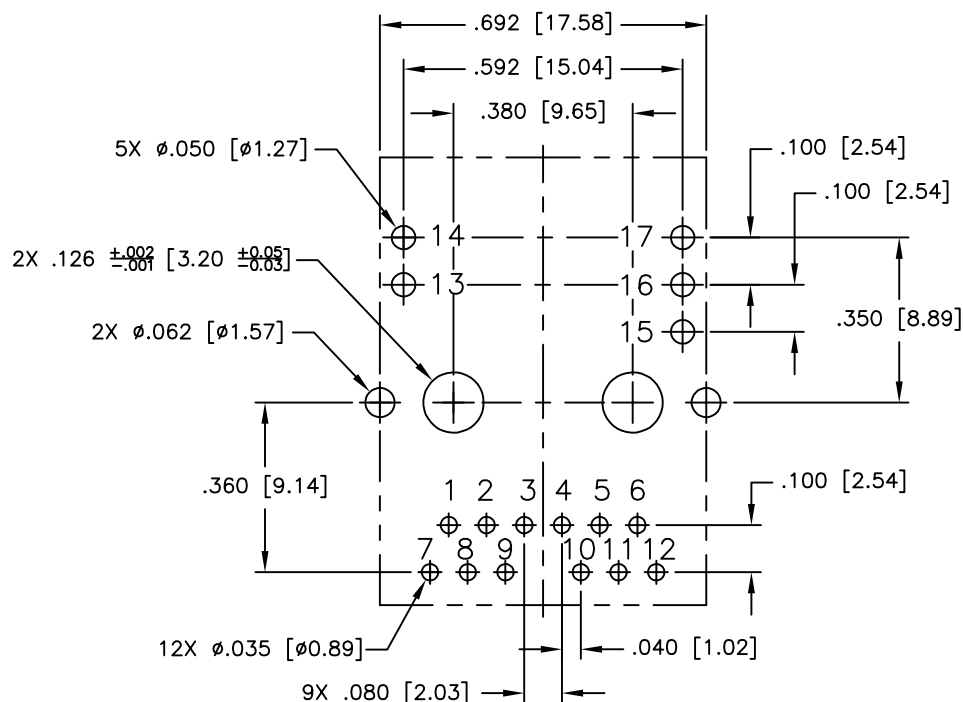 .692 [17.58]
.592 [15.04]
.380 [9.65]
5X ø.050 [ø1.27]
.100 [2.54]
.100 [2.54]
14
17
2X .126 +.002 -.001 [3.20 +0.05 -0.03]
13
16
2X ø.062 [ø1.57]
15
.350 [8.89]
.360 [9.14]
.100 [2.54]
1 2 3 4 5 6
7 8 9 10 11 12
12X ø.035 [ø0.89]
.040 [1.02]
9X .080 [2.03]